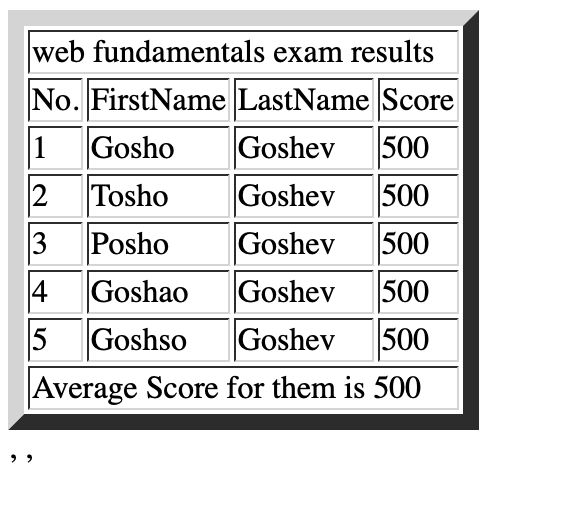 web fundamentals exam results
No. FirstName LastName Score
1 Gosho Goshev 500
2 Tosho Goshev 500
3 Posho Goshev 500
4 Goshao Goshev 500
5 Goshso Goshev 500
Average Score for them is 500
, ,